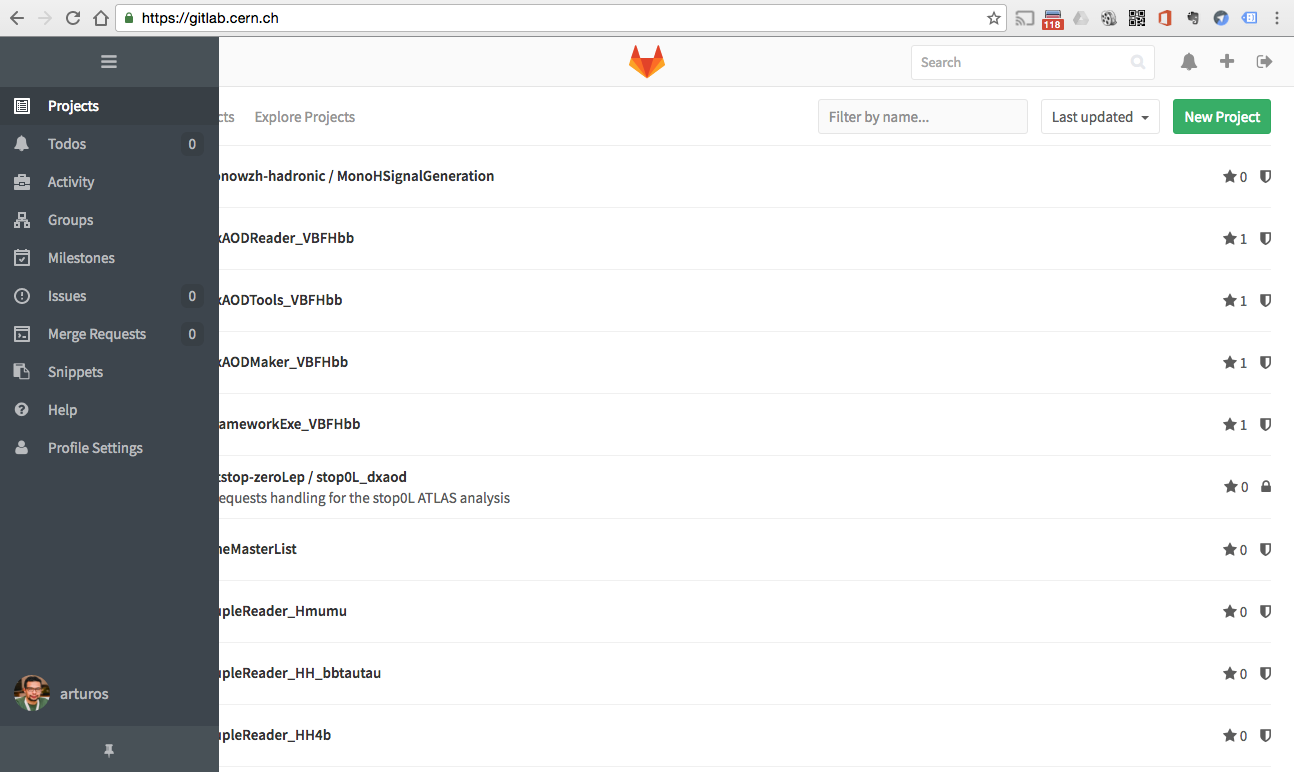 https://gitlab.cern.ch
118
Search
Projects
Todos 0
Activity
Groups
Milestones
Issues 0
Merge Requests 0
Snippets
Help
Profile Settings
arturos
cts Explore Projects
Filter by name... Last updated New Project
onowzh-hadronic / MonoHSignalGeneration 0
xAODReader_VBFHbb 1
xAODTools_VBFHbb 1
xAODMaker_VBFHbb 1
ameworkExe_VBFHbb 1
tstop-zeroLep / stop0L_dxaod 0
equests handling for the stop0L ATLAS analysis
neMasterList 0
upleReader_Hmumu 0
upleReader_HH_bbtautau 0
upleReader_HH4b 0